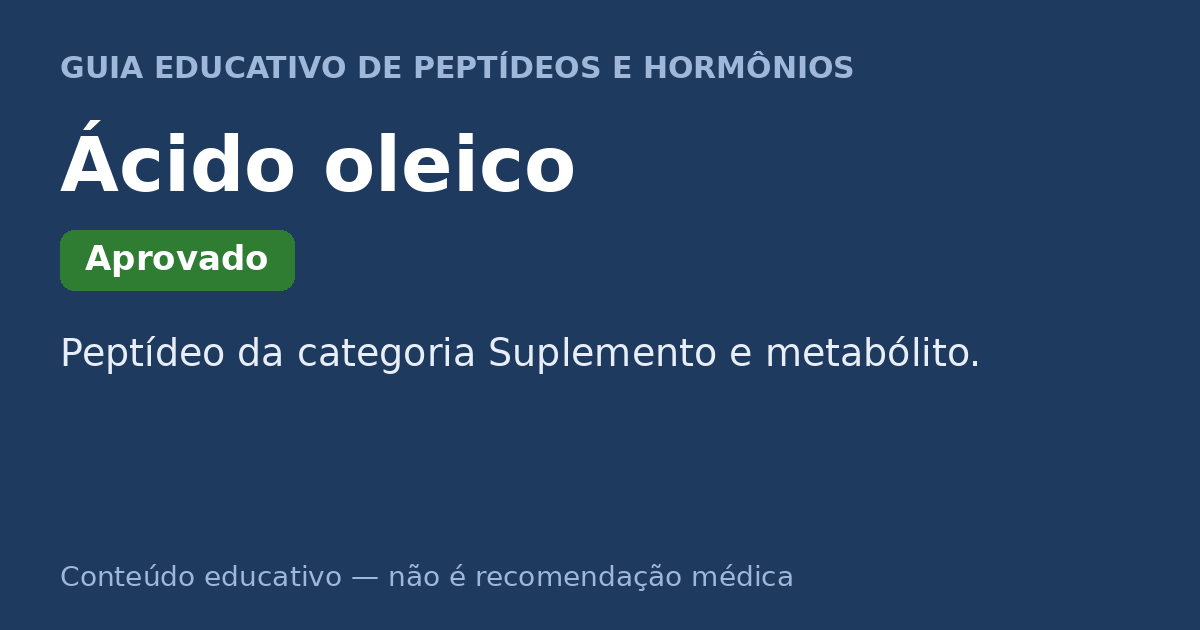 GUIA EDUCATIVO DE PEPTÍDEOS E HORMÔNIOS
Ácido oleico
Aprovado
Peptídeo da categoria Suplemento e metabólito.
Conteúdo educativo — não é recomendação médica